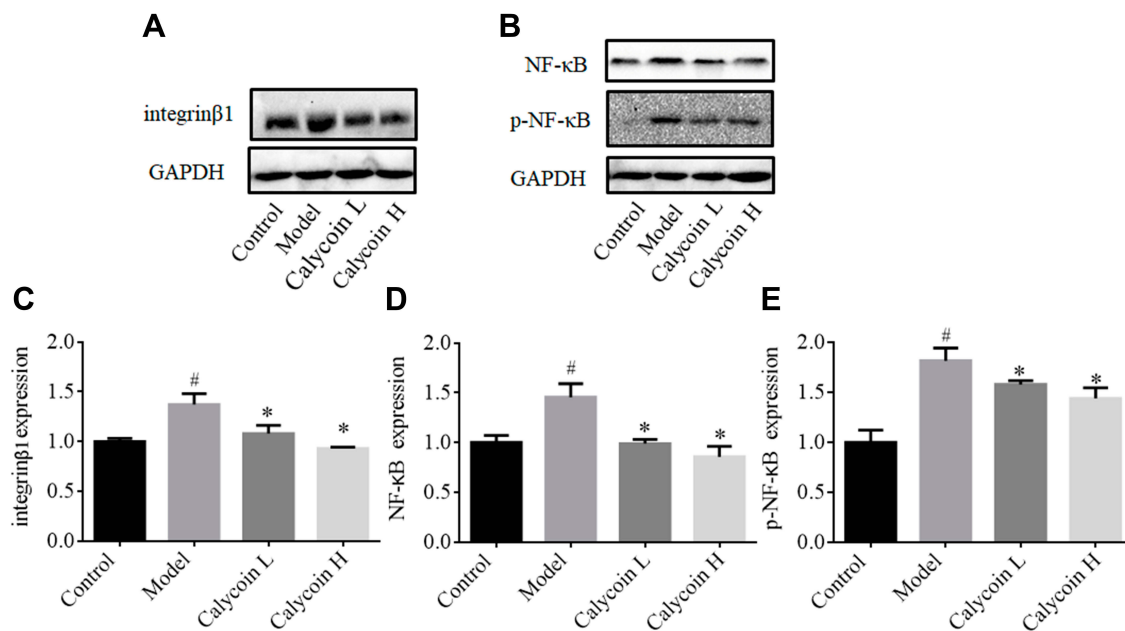 A
integrinβ1
GAPDH
Control
Model
Calycoin L
Calycoin H
B
NF-κB
p-NF-κB
GAPDH
Control
Model
Calycoin L
Calycoin H
C
integrinβ1 expression
2.0
1.5
1.0
0.5
0.0
#
*
*
Control
Model
Calycoin L
Calycoin H
D
NF-κB expression
2.0
1.5
1.0
0.5
0.0
#
*
*
Control
Model
Calycoin L
Calycoin H
E
p-NF-κB expression
2.0
1.5
1.0
0.5
0.0
#
*
*
Control
Model
Calycoin L
Calycoin H